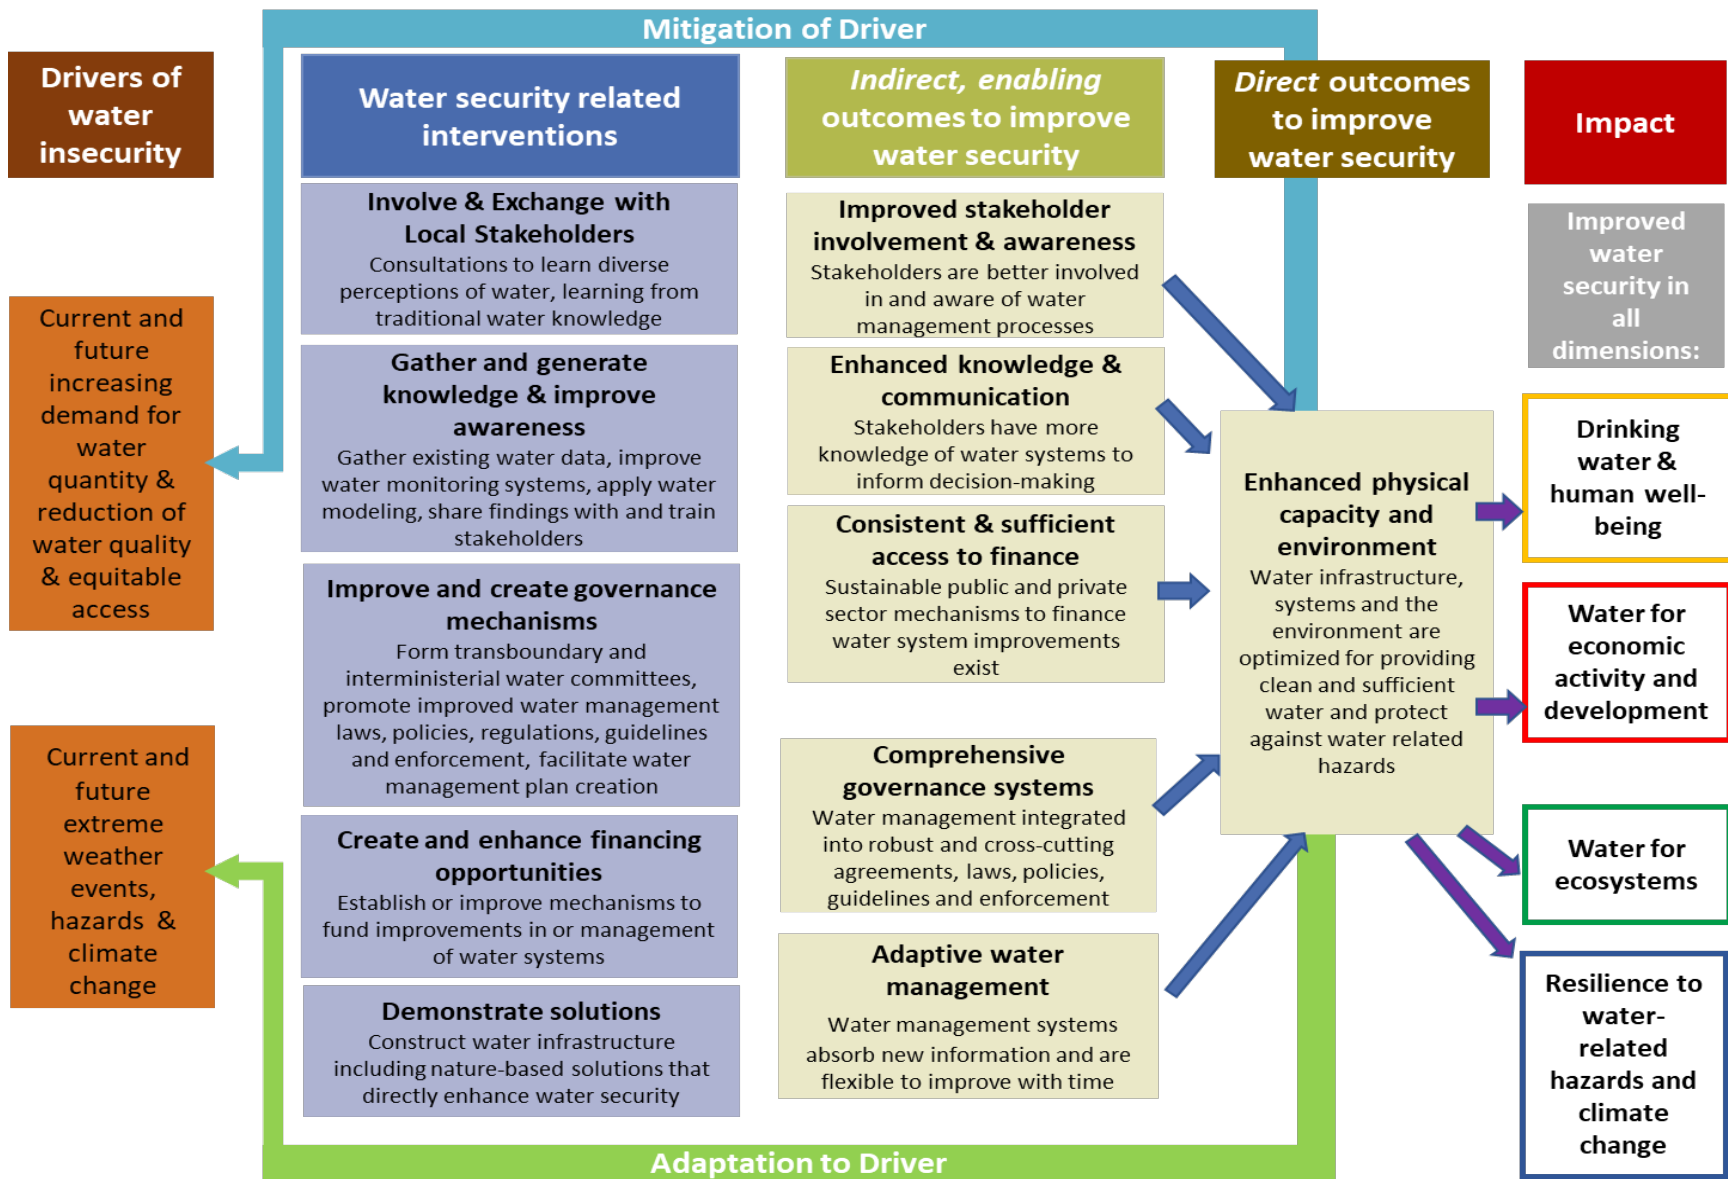 Mitigation of Driver
Drivers of
water
insecurity
Water security related
interventions
Indirect, enabling
outcomes to improve
water security
Direct outcomes
to improve
water security
Impact
Current and
future
increasing
demand for
water
quantity &
reduction of
water quality
& equitable
access
Current and
future
extreme
weather
events,
hazards &
climate
change
Involve & Exchange with
Local Stakeholders
Consultations to learn diverse
perceptions of water, learning from
traditional water knowledge
Gather and generate
knowledge & improve
awareness
Gather existing water data, improve
water monitoring systems, apply water
modeling, share findings with and train
stakeholders
Improve and create governance
mechanisms
Form transboundary and
interministerial water committees,
promote improved water management
laws, policies, regulations, guidelines
and enforcement, facilitate water
management plan creation
Create and enhance financing
opportunities
Establish or improve mechanisms to
fund improvements in or management
of water systems
Demonstrate solutions
Construct water infrastructure
including nature-based solutions that
directly enhance water security
Improved stakeholder
involvement & awareness
Stakeholders are better involved
in and aware of water
management processes
Enhanced knowledge &
communication
Stakeholders have more
knowledge of water systems to
inform decision-making
Consistent & sufficient
access to finance
Sustainable public and private
sector mechanisms to finance
water system improvements
exist
Comprehensive
governance systems
Water management integrated
into robust and cross-cutting
agreements, laws, policies,
guidelines and enforcement
Adaptive water
management
Water management systems
absorb new information and are
flexible to improve with time
Enhanced physical
capacity and
environment
Water infrastructure,
systems and the
environment are
optimized for providing
clean and sufficient
water and protect
against water related
hazards
Improved
water
security in
all
dimensions:
Drinking
water &
human well-
being
Water for
economic
activity and
development
Water for
ecosystems
Resilience to
water-
related
hazards and
climate
change
Adaptation to Driver